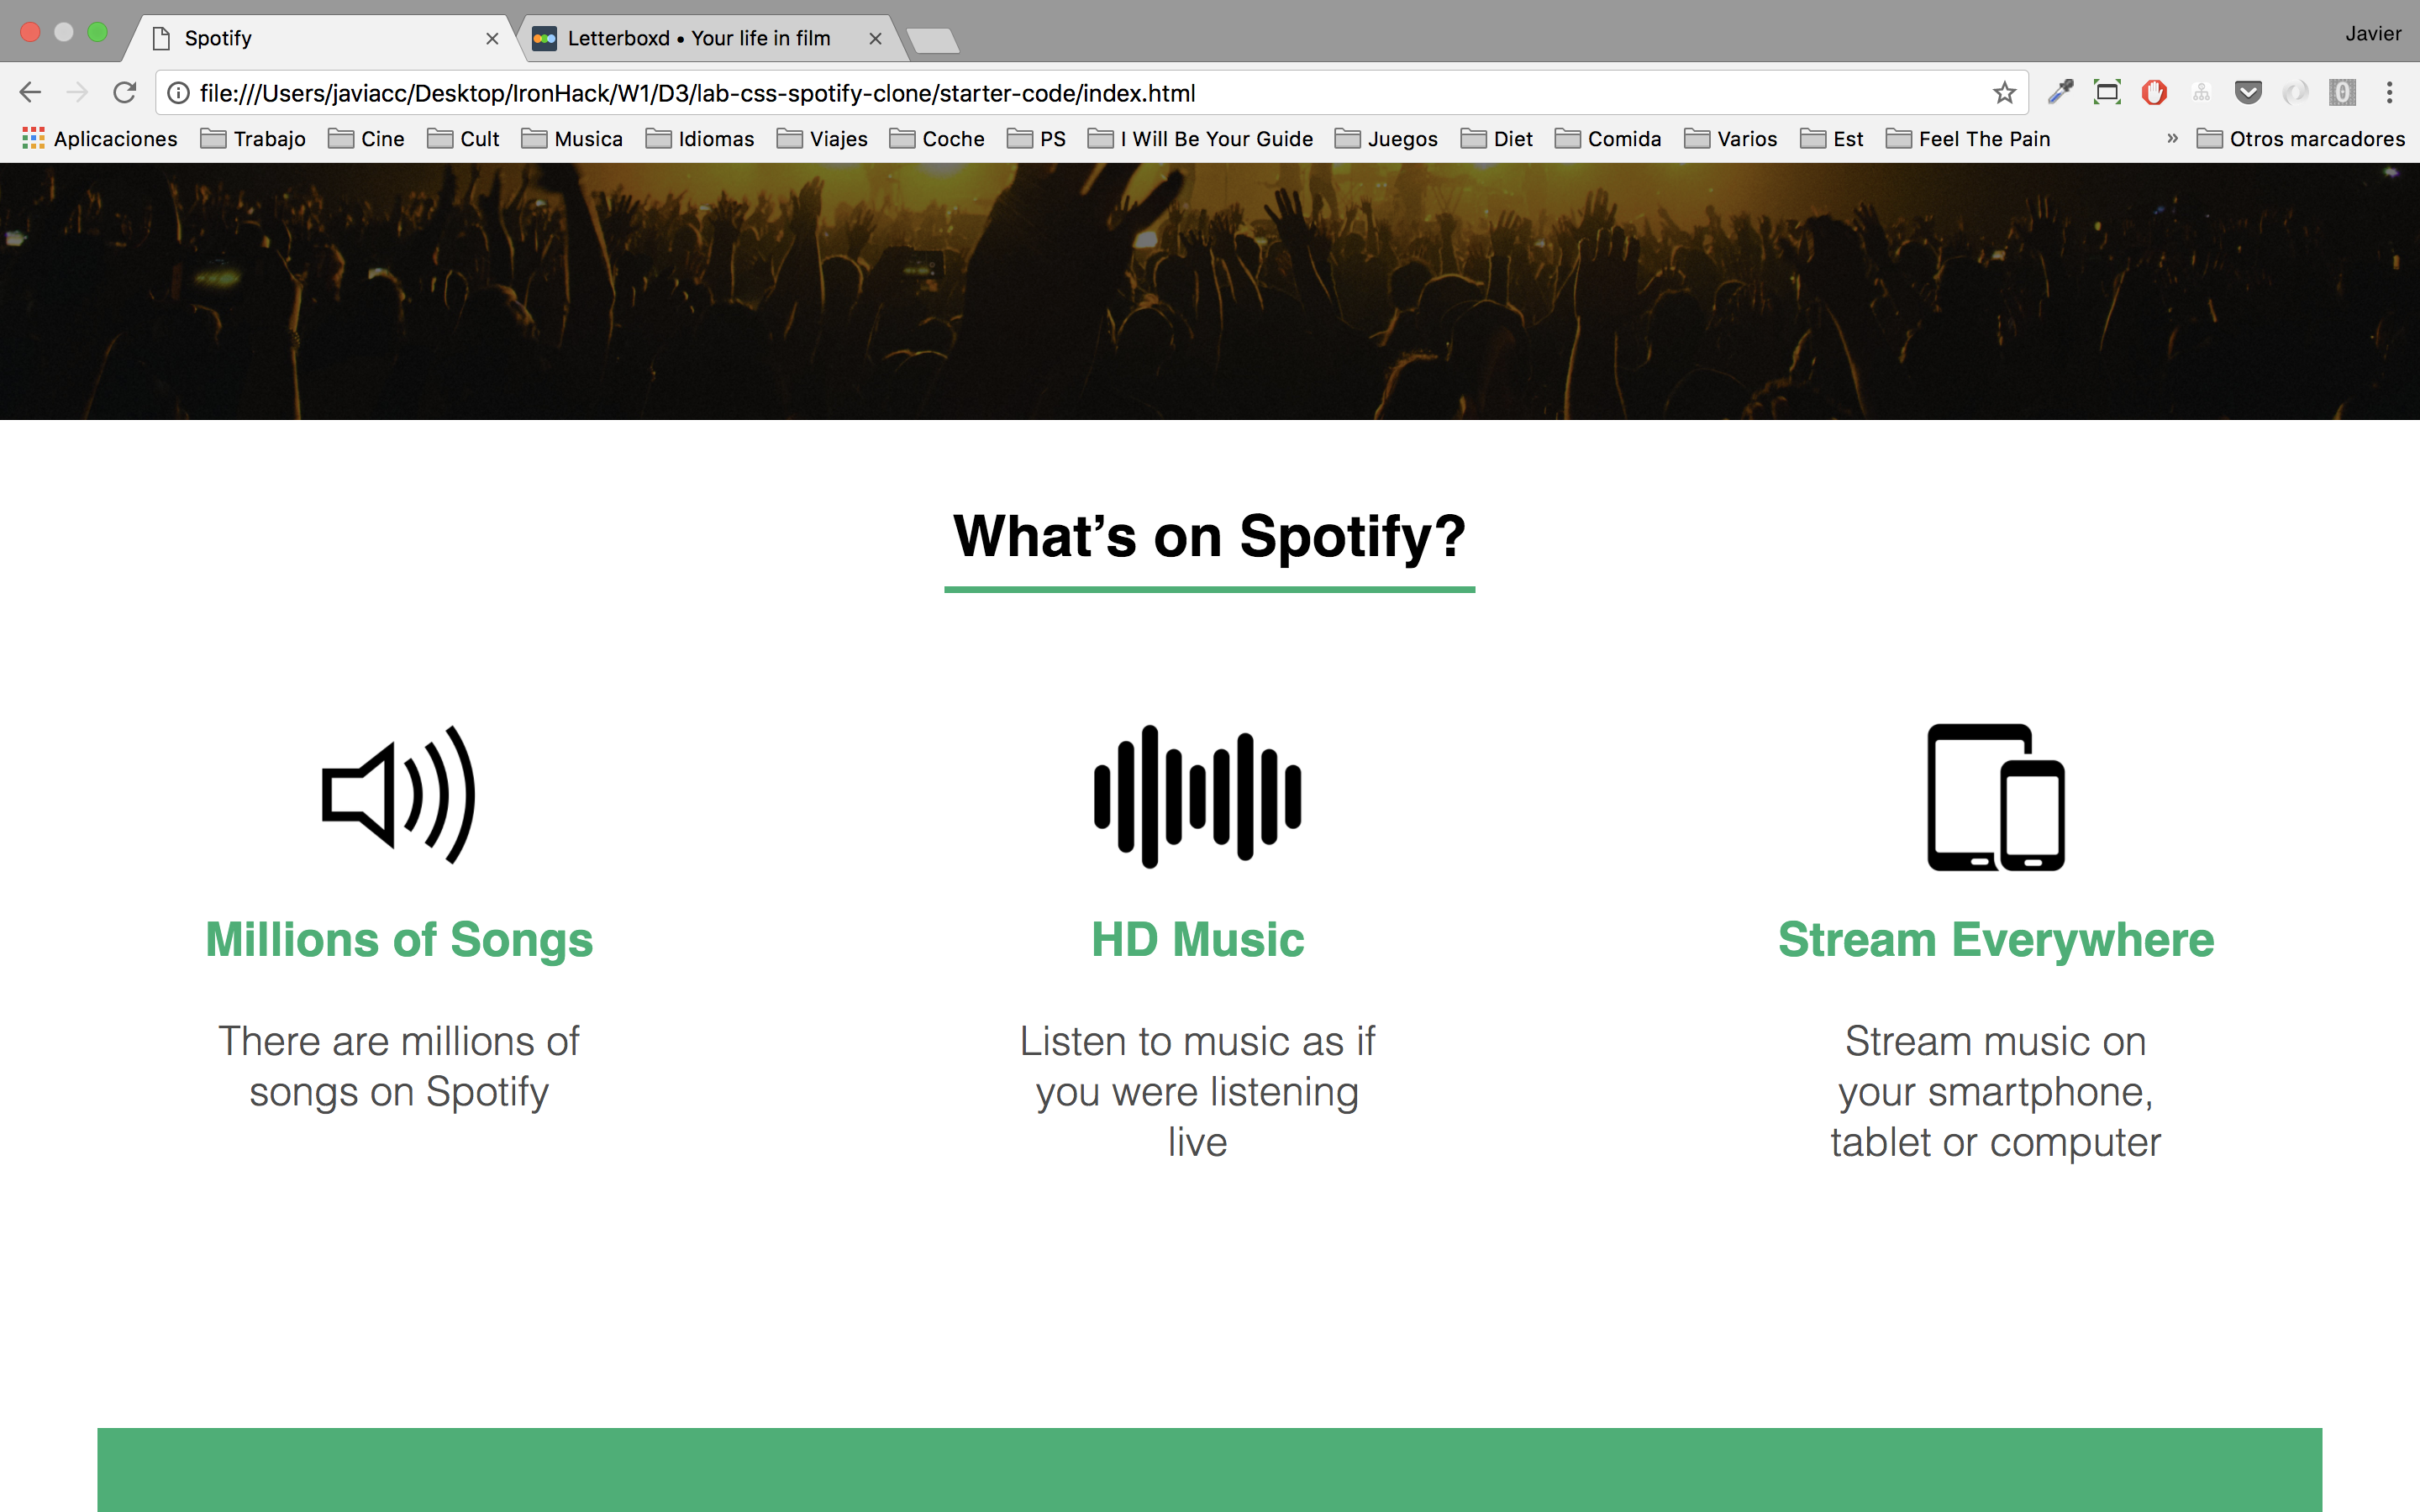 Spotify
Letterboxd • Your life in film
Javier
file:///Users/javiacc/Desktop/IronHack/W1/D3/lab-css-spotify-clone/starter-code/index.html
0
Aplicaciones Trabajo Cine Cult Musica Idiomas Viajes Coche PS I Will Be Your Guide Juegos Diet Comida Varios Est Feel The Pain » Otros marcadores
What’s on Spotify?
Millions of Songs
There are millions of
songs on Spotify
HD Music
Listen to music as if
you were listening
live
Stream Everywhere
Stream music on
your smartphone,
tablet or computer